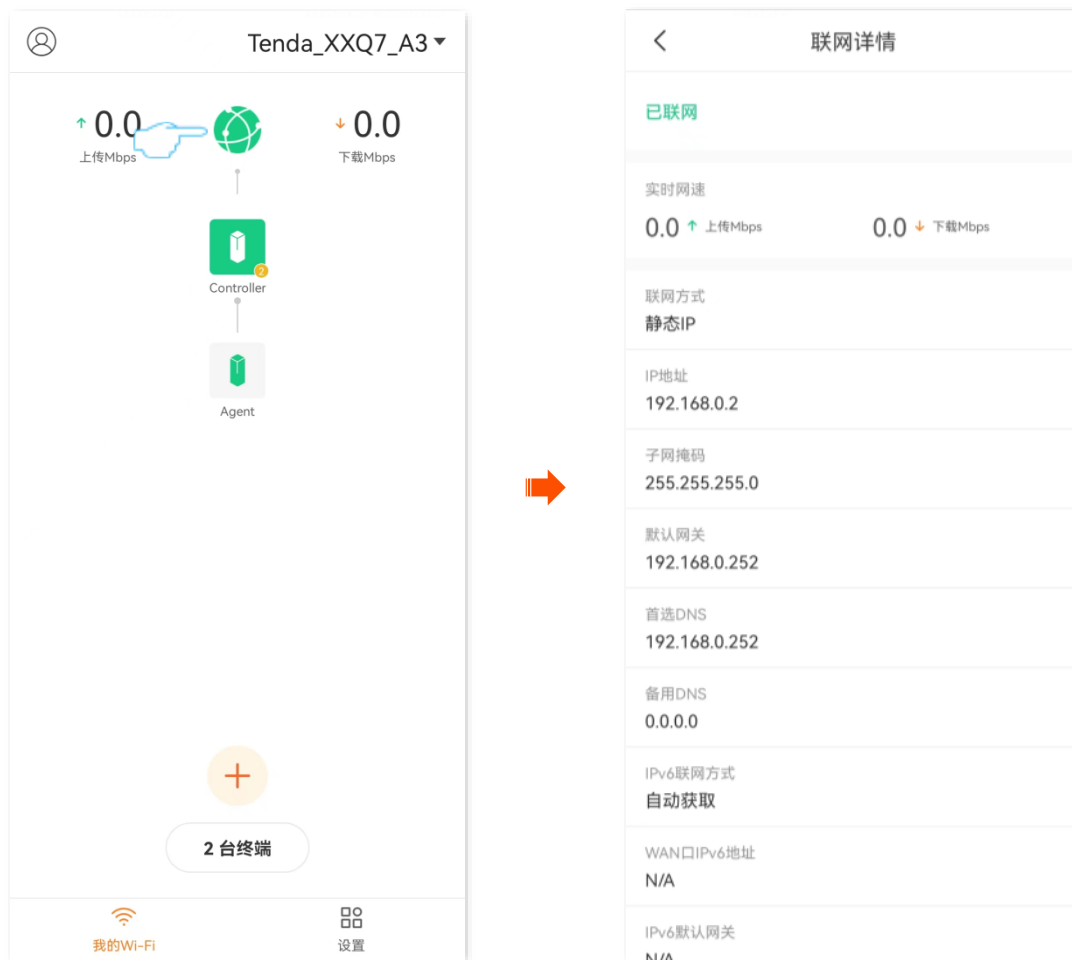 Tenda_XXQ7_A3
0.0
上传Mbps
0.0
下载Mbps
2
Controller
Agent
2 台终端
我的Wi-Fi
设置
联网详情
已联网
实时网速
0.0 上传Mbps
0.0 下载Mbps
联网方式
静态IP
IP地址
192.168.0.2
子网掩码
255.255.255.0
默认网关
192.168.0.252
首选DNS
192.168.0.252
备用DNS
0.0.0.0
IPv6联网方式
自动获取
WAN口IPv6地址
N/A
IPv6默认网关
N/A